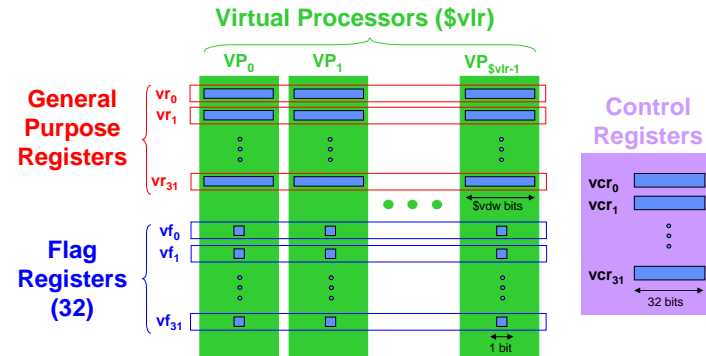 Virtual Processors ($vlr)
VP0
VP1
VP$vlr-1
General
Purpose
Registers
vr0
vr1
vr31
$vdw bits
Flag
Registers
(32)
vf0
vf1
vf31
1 bit
Control
Registers
vcr0
vcr1
vcr31
32 bits